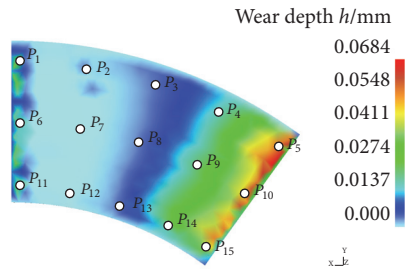 Wear depth h/mm
0.0684
0.0548
0.0411
0.0274
0.0137
0.000
P1
P2
P3
P4
P5
P6
P7
P8
P9
P10
P11
P12
P13
P14
P15
Y
X
Z